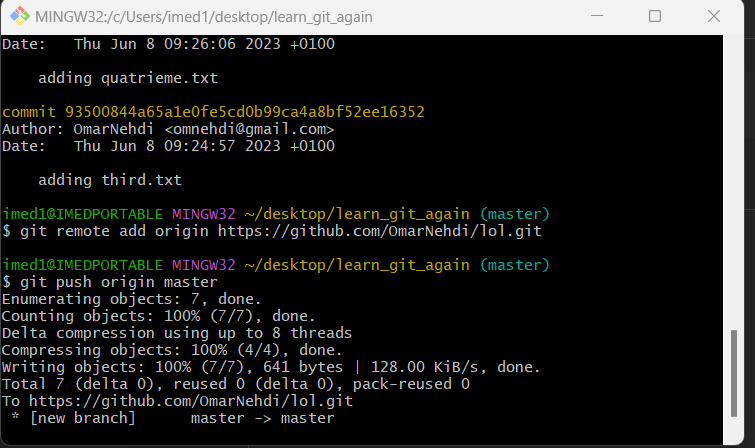 MINGW32:/c/Users/imed1/desktop/learn_git_again
Date:   Thu Jun 8 09:26:06 2023 +0100
    adding quatrieme.txt
commit 93500844a65a1e0fe5cd0b99ca4a8bf52ee16352
Author: OmarNehdi <omnehdi@gmail.com>
Date:   Thu Jun 8 09:24:57 2023 +0100
    adding third.txt
imed1@IMEDPORTABLE MINGW32 ~/desktop/learn_git_again (master)
$ git remote add origin https://github.com/OmarNehdi/lol.git
imed1@IMEDPORTABLE MINGW32 ~/desktop/learn_git_again (master)
$ git push origin master
Enumerating objects: 7, done.
Counting objects: 100% (7/7), done.
Delta compression using up to 8 threads
Compressing objects: 100% (4/4), done.
Writing objects: 100% (7/7), 641 bytes | 128.00 KiB/s, done.
Total 7 (delta 0), reused 0 (delta 0), pack-reused 0
To https://github.com/OmarNehdi/lol.git
 * [new branch]      master -> master